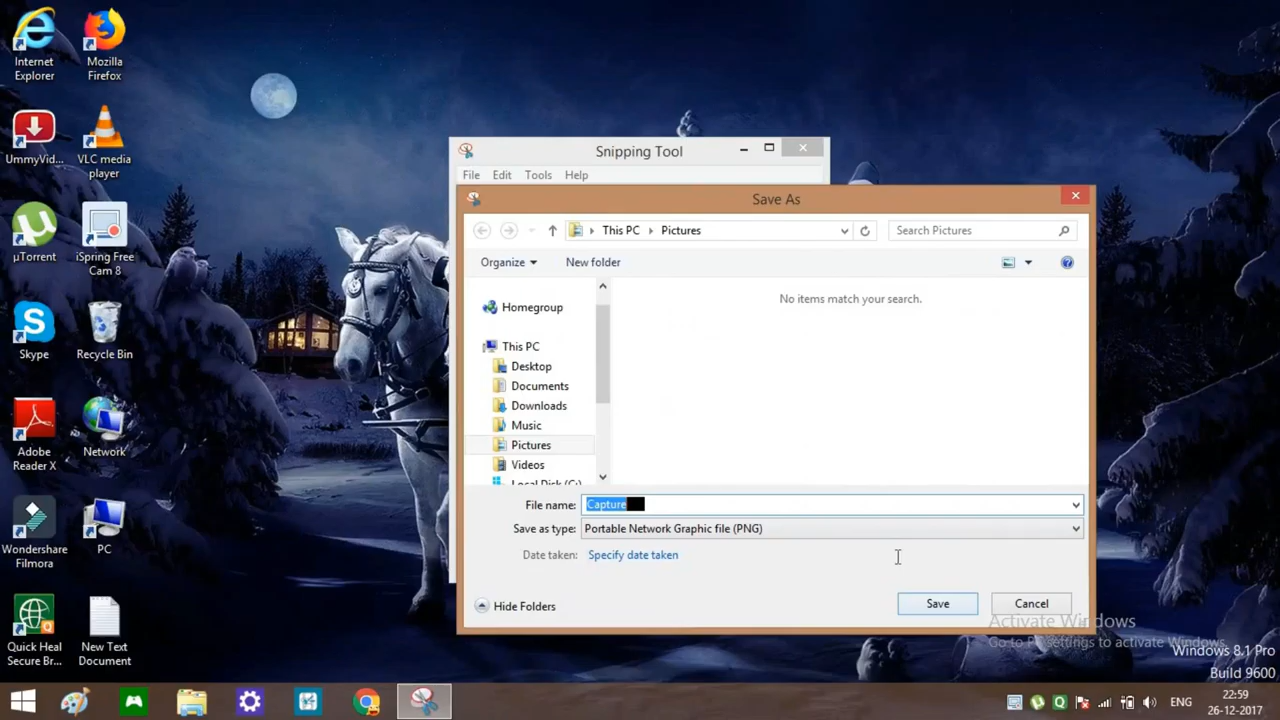 Internet
Explorer
Mozilla
Firefox
UmmyVid...
VLC media
player
µTorrent
iSpring Free
Cam 8
Skype
Recycle Bin
Adobe
Reader X
Network
Wondershare
Filmora
PC
Quick Heal
Secure Br...
New Text
Document
Snipping Tool
File Edit Tools Help
Save As
This PC Pictures
Search Pictures
Organize New folder
No items match your search.
Homegroup
This PC
Desktop
Documents
Downloads
Music
Pictures
Videos
Local Disk (C:)
File name: Capture
Save as type: Portable Network Graphic file (PNG)
Date taken: Specify date taken
Hide Folders
Save Cancel
Activate Windows
Go to PC settings to activate Windows.
Windows 8.1 Pro
Build 9600
ENG
22:59
26-12-2017